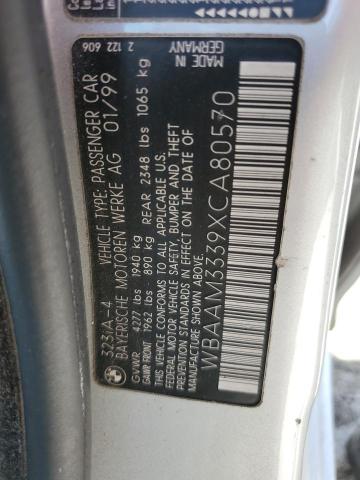 323IA-4 VEHICLE TYPE: PASSENGER CAR
BAYERISCHE MOTOREN WERKE AG 01/99
GVWR 4277 lbs 1940 kg
GAWR FRONT 1962 lbs 890 kg REAR 2348 lbs 1065 kg
THIS VEHICLE CONFORMS TO ALL APPLICABLE U.S.
FEDERAL MOTOR VEHICLE SAFETY, BUMPER AND THEFT
PREVENTION STANDARDS IN EFFECT ON THE DATE OF
MANUFACTURE SHOWN ABOVE.
WBAAM3339XCA80570
2 122 606
MADE IN
GERMANY